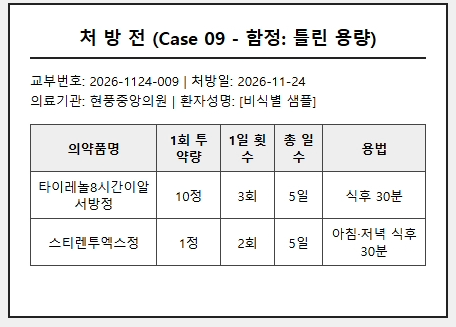 처 방 전 (Case 09 - 함정: 틀린 용량)
교부번호: 2026-1124-009 | 처방일: 2026-11-24
의료기관: 현풍중앙의원 | 환자성명: [비식별 샘플]
의약품명 1회 투약량 1일 횟수 총 일수 용법
타이레놀8시간이알서방정 10정 3회 5일 식후 30분
스티렌투엑스정 1정 2회 5일 아침·저녁 식후 30분